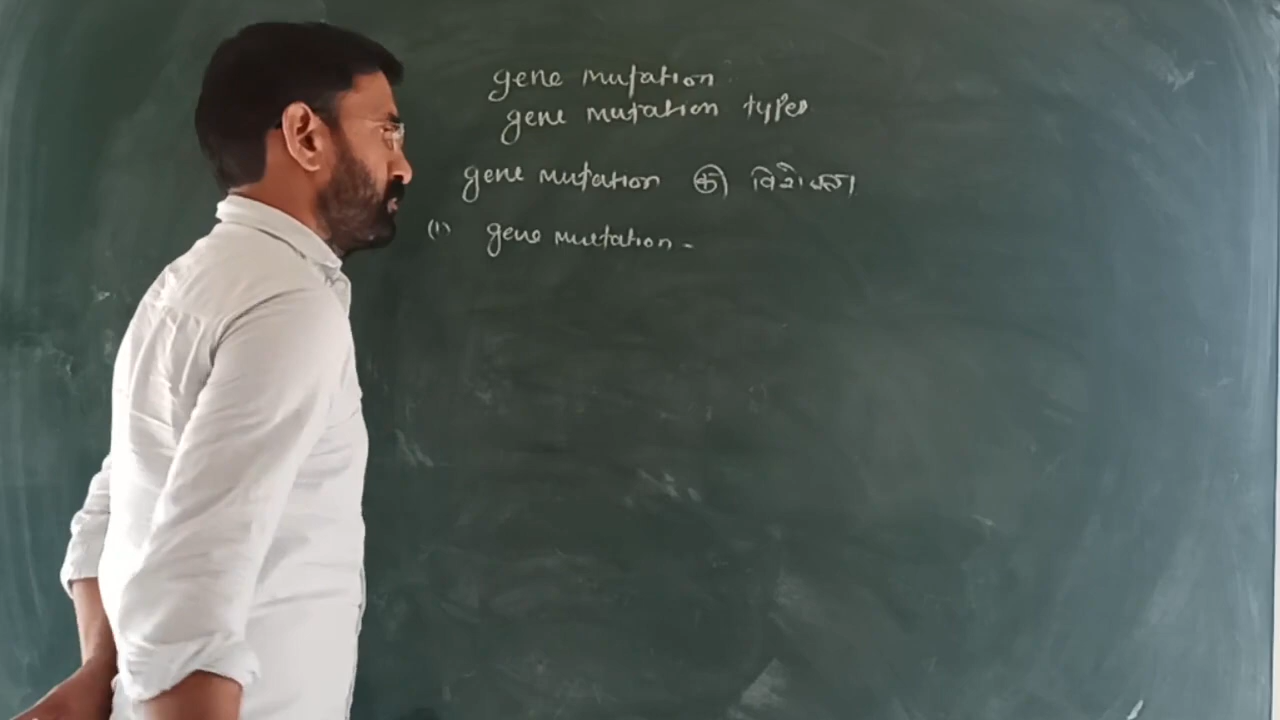 gene mutation
gene mutation types
gene mutation की विशेषता
(1) gene mutation -